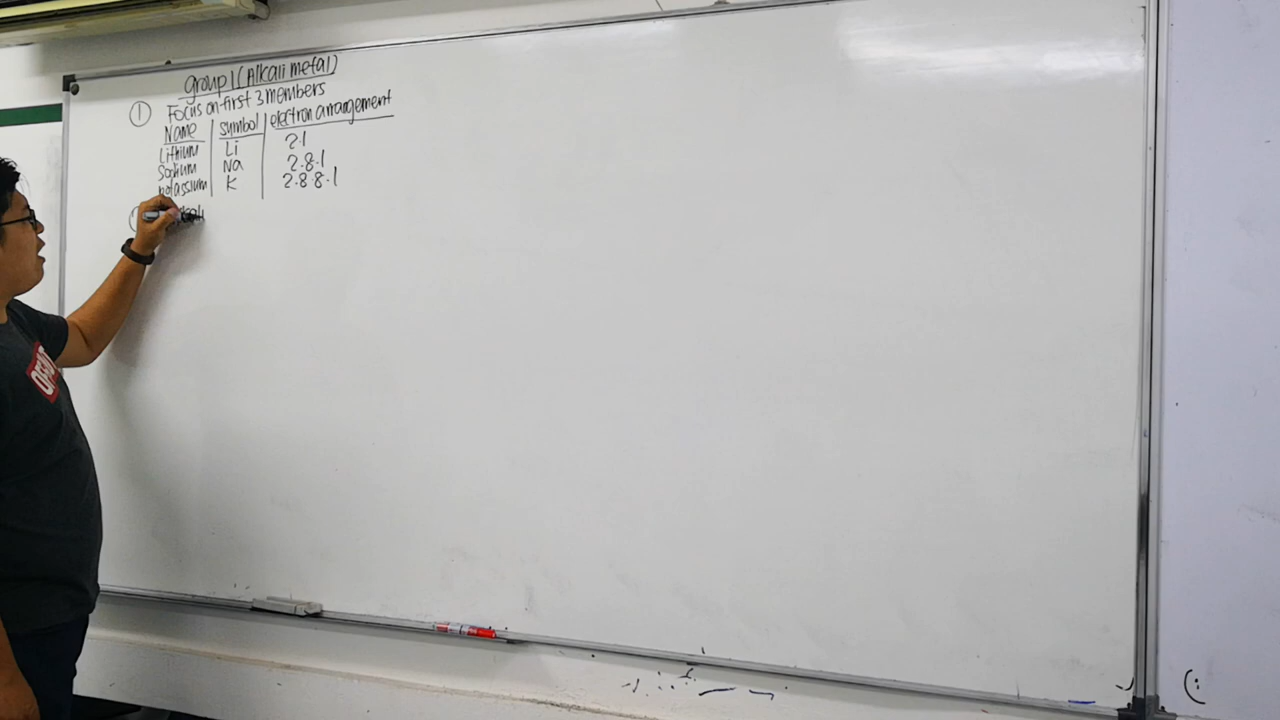 Group 1 (Alkali metal)
① Focus on first 3 members
Name | symbol | electron arrangement
Lithium | Li | 2.1
Sodium | Na | 2.8.1
potassium | K | 2.8.8.1